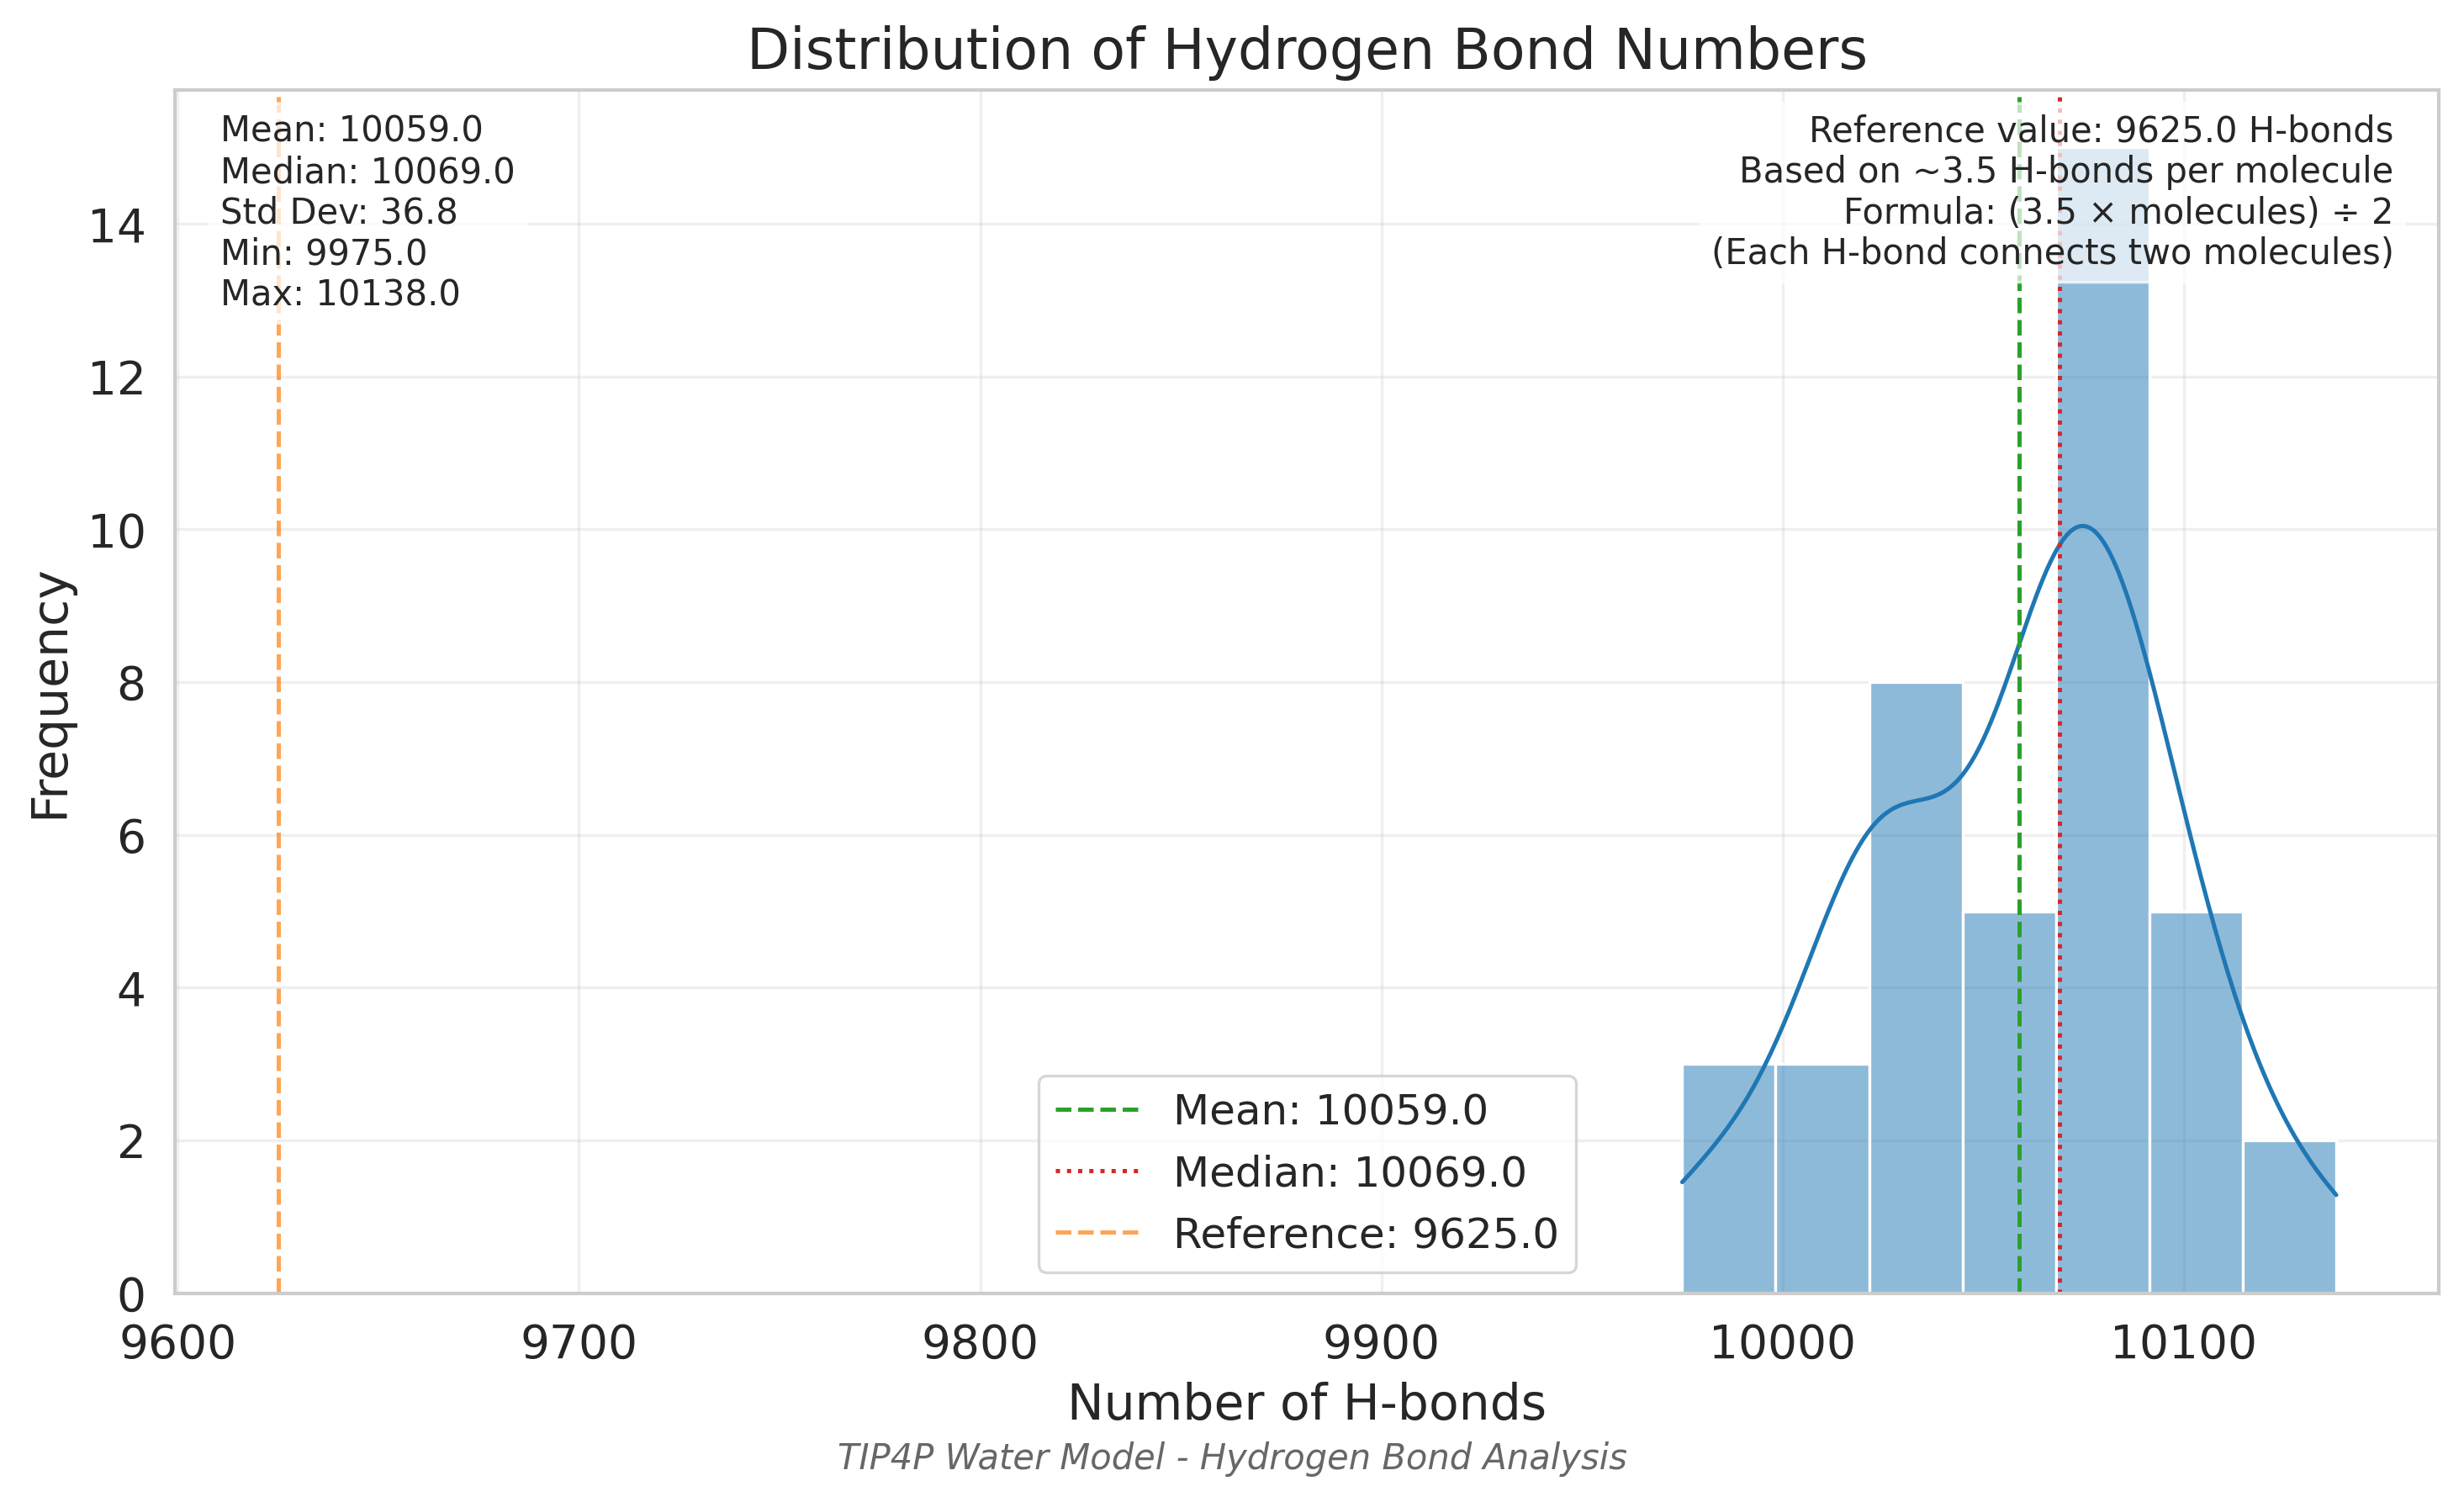 Distribution of Hydrogen Bond Numbers
Mean: 10059.0
Median: 10069.0
Std Dev: 36.8
Min: 9975.0
Max: 10138.0
Reference value: 9625.0 H-bonds
Based on ~3.5 H-bonds per molecule
Formula: (3.5 × molecules) ÷ 2
(Each H-bond connects two molecules)
Frequency
14
12
10
8
6
4
2
0
Mean: 10059.0
Median: 10069.0
Reference: 9625.0
9600 9700 9800 9900 10000 10100
Number of H-bonds
TIP4P Water Model - Hydrogen Bond Analysis